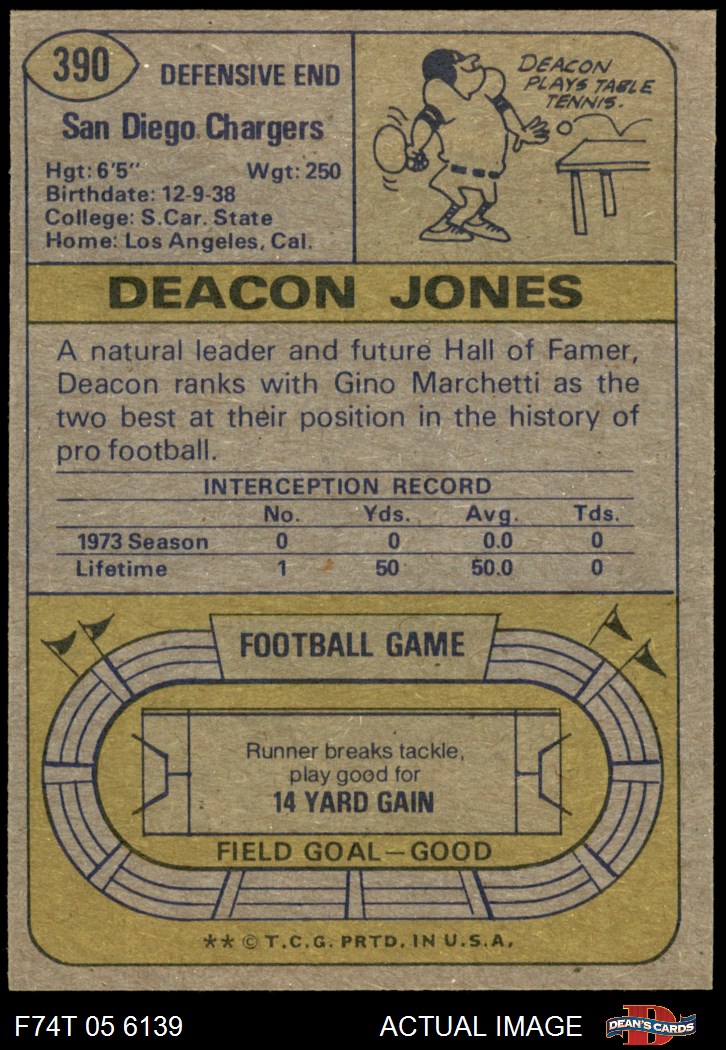 390
DEFENSIVE END
San Diego Chargers
Hgt: 6'5" Wgt: 250
Birthdate: 12-9-38
College: S.Car. State
Home: Los Angeles, Cal.
DEACON
PLAYS TABLE
TENNIS.
DEACON JONES
A natural leader and future Hall of Famer,
Deacon ranks with Gino Marchetti as the
two best at their position in the history of
pro football.
INTERCEPTION RECORD
No. Yds. Avg. Tds.
1973 Season 0 0 0.0 0
Lifetime 1 50 50.0 0
FOOTBALL GAME
Runner breaks tackle,
play good for
14 YARD GAIN
FIELD GOAL—GOOD
** © T.C.G. PRTD. IN U.S.A.
F74T 05 6139 ACTUAL IMAGE
DEAN'S CARDS